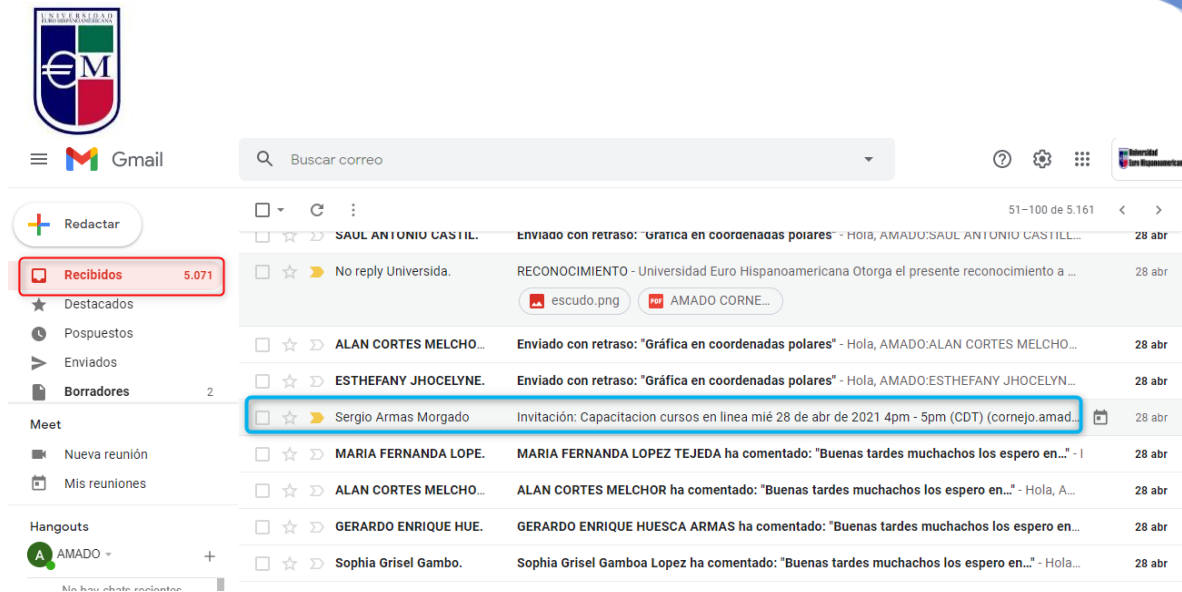 UNIVERSIDAD
EURO HISPANOAMERICANA
€M
Gmail
Buscar correo
Universidad
Euro Hispanoamerican
Redactar
51–100 de 5.161
Recibidos 5.071
Destacados
Pospuestos
Enviados
Borradores 2
Meet
Nueva reunión
Mis reuniones
Hangouts
A AMADO
No hay chats recientes
SAUL ANTONIO CASTIL. Enviado con retraso: "Gráfica en coordenadas polares" - Hola, AMADO:SAUL ANTONIO CASTILL... 28 abr
No reply Universida. RECONOCIMIENTO - Universidad Euro Hispanoamericana Otorga el presente reconocimiento a ... 28 abr
escudo.png PDF AMADO CORNE...
ALAN CORTES MELCHO... Enviado con retraso: "Gráfica en coordenadas polares" - Hola, AMADO:ALAN CORTES MELCHO... 28 abr
ESTHEFANY JHOCELYNE. Enviado con retraso: "Gráfica en coordenadas polares" - Hola, AMADO:ESTHEFANY JHOCELYN... 28 abr
Sergio Armas Morgado Invitación: Capacitacion cursos en linea mié 28 de abr de 2021 4pm - 5pm (CDT) (cornejo.amad... 28 abr
MARIA FERNANDA LOPE. MARIA FERNANDA LOPEZ TEJEDA ha comentado: "Buenas tardes muchachos los espero en..." - I 28 abr
ALAN CORTES MELCHO... ALAN CORTES MELCHOR ha comentado: "Buenas tardes muchachos los espero en..." - Hola, A... 28 abr
GERARDO ENRIQUE HUE. GERARDO ENRIQUE HUESCA ARMAS ha comentado: "Buenas tardes muchachos los espero en... 28 abr
Sophia Grisel Gambo. Sophia Grisel Gamboa Lopez ha comentado: "Buenas tardes muchachos los espero en..." - Hola... 28 abr